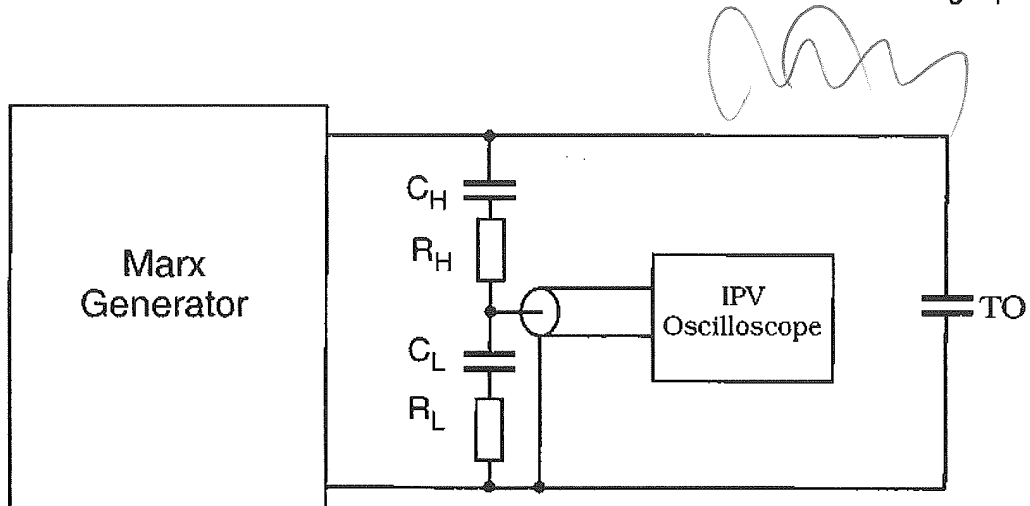 C_H
R_H
Marx
Generator
IPV
Oscilloscope
TO
C_L
R_L